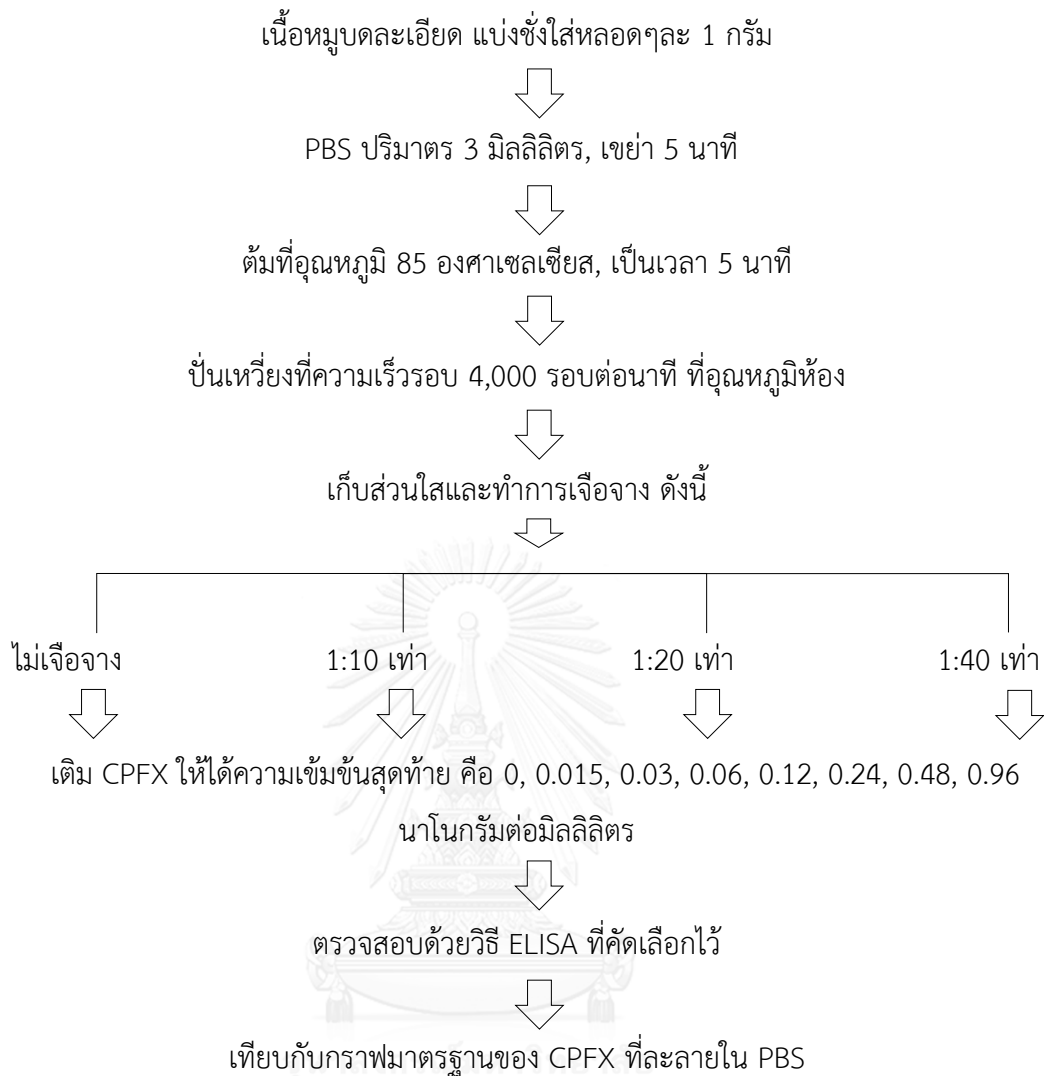 เนื้อหมูบดละเอียด แบ่งชั่งใส่หลอดๆละ 1 กรัม
PBS ปริมาตร 3 มิลลิลิตร, เขย่า 5 นาที
ต้มที่อุณหภูมิ 85 องศาเซลเซียส, เป็นเวลา 5 นาที
ปั่นเหวี่ยงที่ความเร็วรอบ 4,000 รอบต่อนาที ที่อุณหภูมิห้อง
เก็บส่วนใสและทำการเจือจาง ดังนี้
ไม่เจือจาง 1:10 เท่า 1:20 เท่า 1:40 เท่า
เติม CPFX ให้ได้ความเข้มข้นสุดท้าย คือ 0, 0.015, 0.03, 0.06, 0.12, 0.24, 0.48, 0.96
นาโนกรัมต่อมิลลิลิตร
ตรวจสอบด้วยวิธี ELISA ที่คัดเลือกไว้
เทียบกับกราฟมาตรฐานของ CPFX ที่ละลายใน PBS